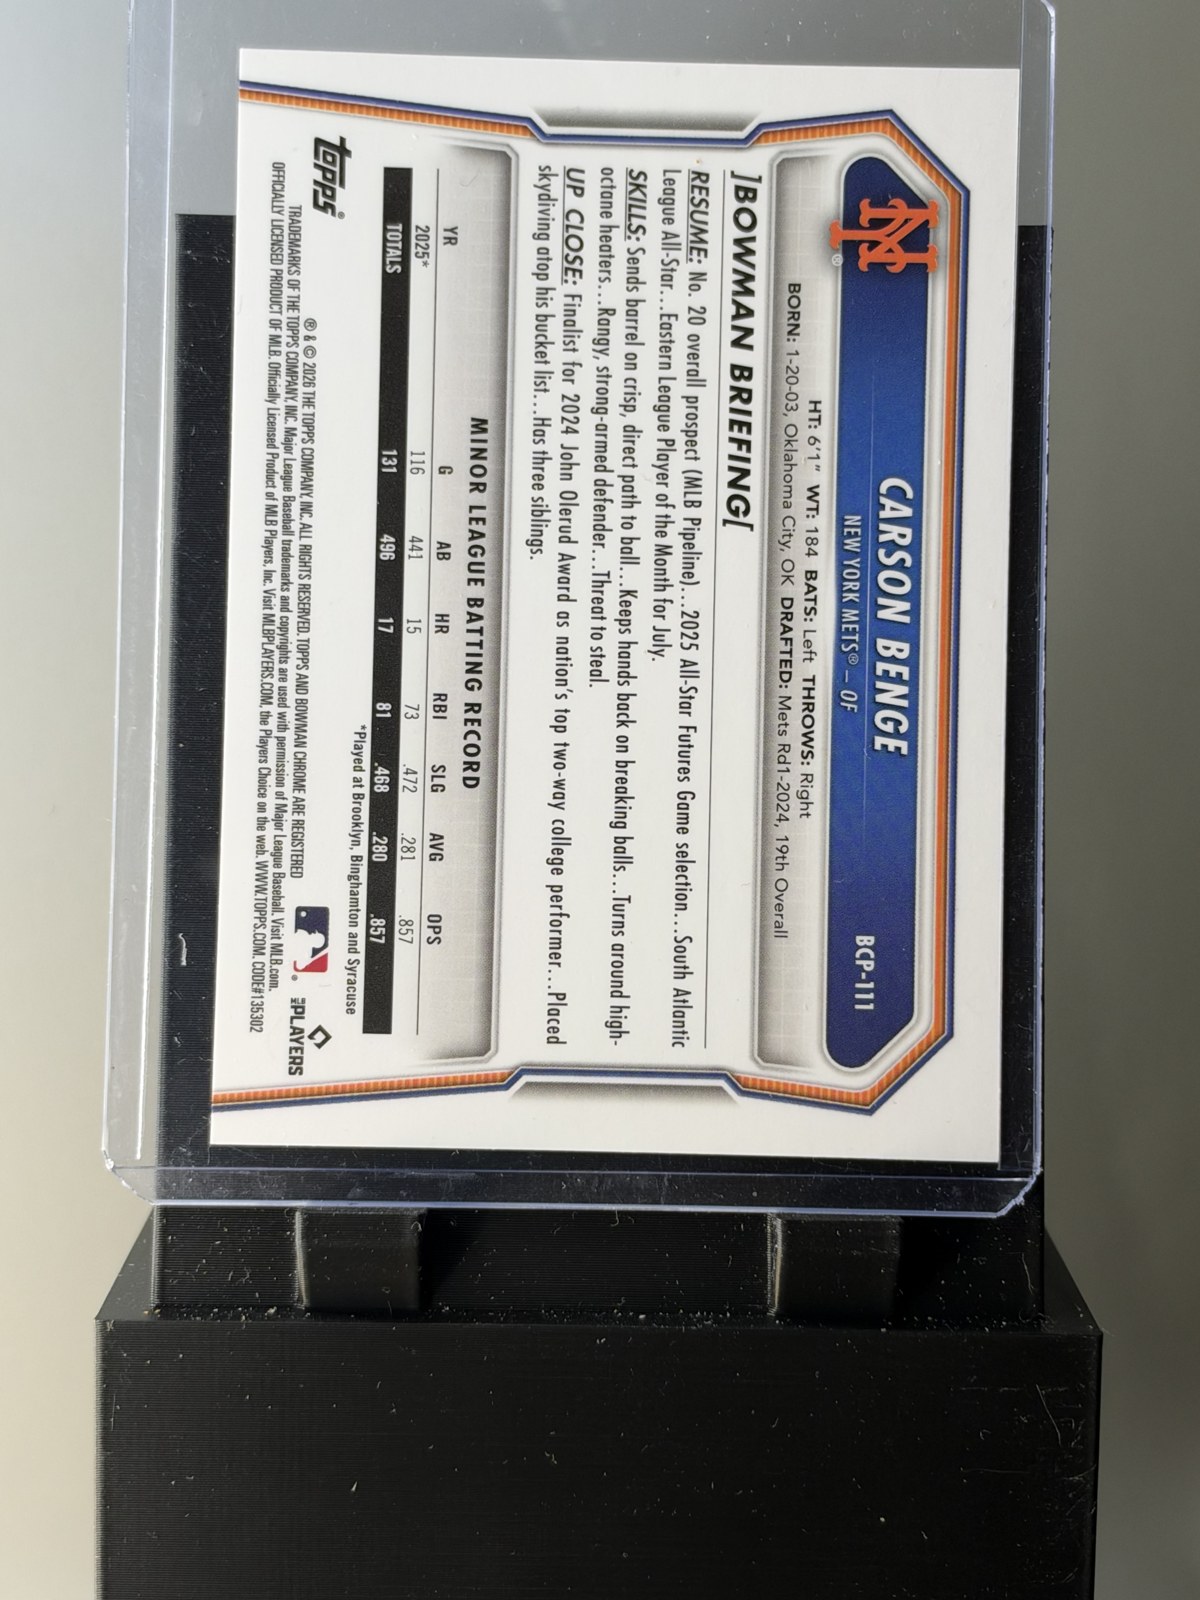 NY®
CARSON BENGE
NEW YORK METS® – OF
BCP-111
HT: 6'1" WT: 184 BATS: Left THROWS: Right
BORN: 1-20-03, Oklahoma City, OK DRAFTED: Mets Rd1-2024, 19th Overall
]BOWMAN BRIEFING[
RESUME: No. 20 overall prospect (MLB Pipeline)...2025 All-Star Futures Game selection...South Atlantic
League All-Star...Eastern League Player of the Month for July.
SKILLS: Sends barrel on crisp, direct path to ball...Keeps hands back on breaking balls...Turns around high-
octane heaters...Rangy, strong-armed defender...Threat to steal.
UP CLOSE: Finalist for 2024 John Olerud Award as nation's top two-way college performer...Placed
skydiving atop his bucket list...Has three siblings.
MINOR LEAGUE BATTING RECORD
YR G AB HR RBI SLG AVG OPS
2025* 116 441 15 73 .472 .281 .857
TOTALS 131 496 17 81 .468 .280 .857
*Played at Brooklyn, Binghamton and Syracuse
topps®
® & © 2026 THE TOPPS COMPANY, INC. ALL RIGHTS RESERVED. TOPPS AND BOWMAN CHROME ARE REGISTERED
TRADEMARKS OF THE TOPPS COMPANY, INC. Major League Baseball trademarks and copyrights are used with permission of Major League Baseball. Visit MLB.com.
OFFICIALLY LICENSED PRODUCT OF MLB. Officially Licensed Product of MLB Players, Inc. Visit MLBPLAYERS.COM, the Players Choice on the web. WWW.TOPPS.COM. CODE#135302
MLB PLAYERS